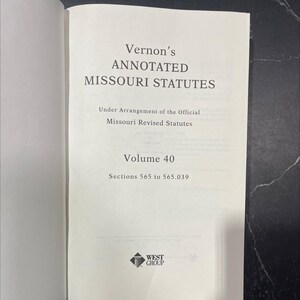 Vernon's
ANNOTATED
MISSOURI STATUTES
Under Arrangement of the Official
Missouri Revised Statutes
Volume 40
Sections 565 to 565.039
WEST
GROUP